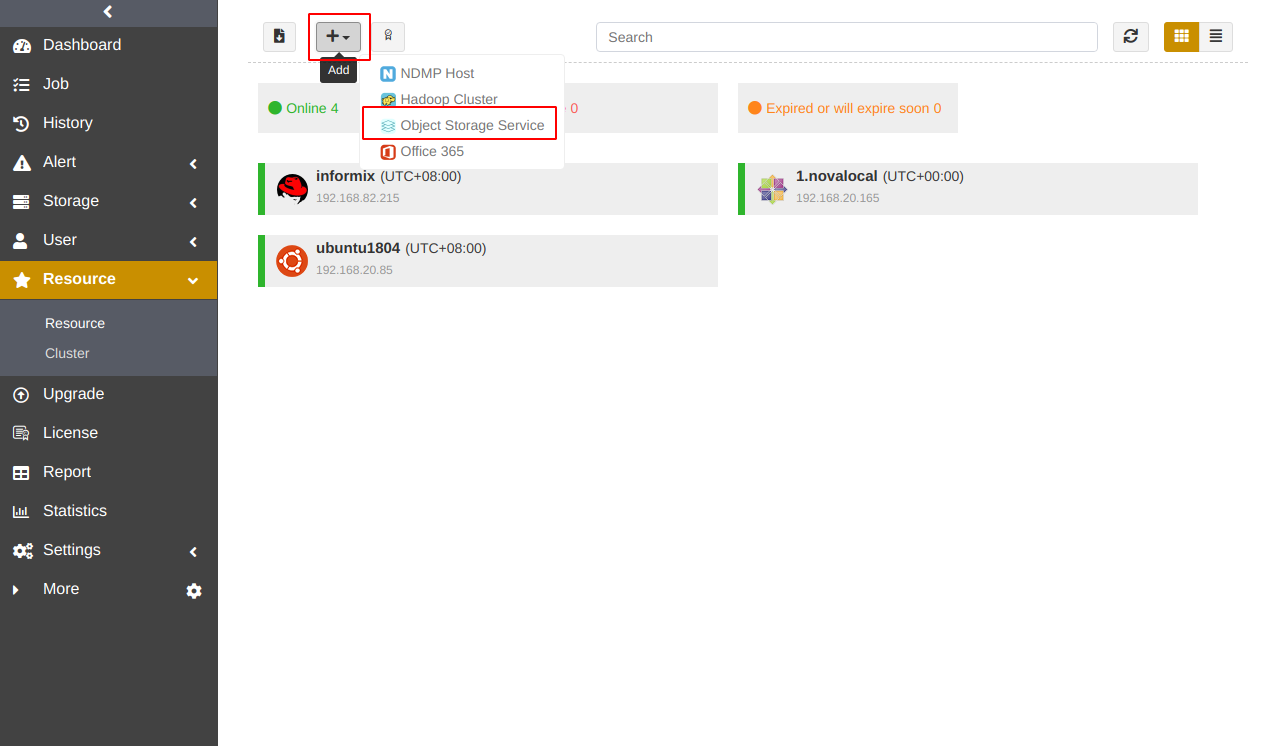 Dashboard
Job
History
Alert
Storage
User
Resource
Resource
Cluster
Upgrade
License
Report
Statistics
Settings
More
Search
Add
NDMP Host
Hadoop Cluster
Object Storage Service
Office 365
Online 4
0
Expired or will expire soon 0
informix (UTC+08:00)
192.168.82.215
1.novalocal (UTC+00:00)
192.168.20.165
ubuntu1804 (UTC+08:00)
192.168.20.85